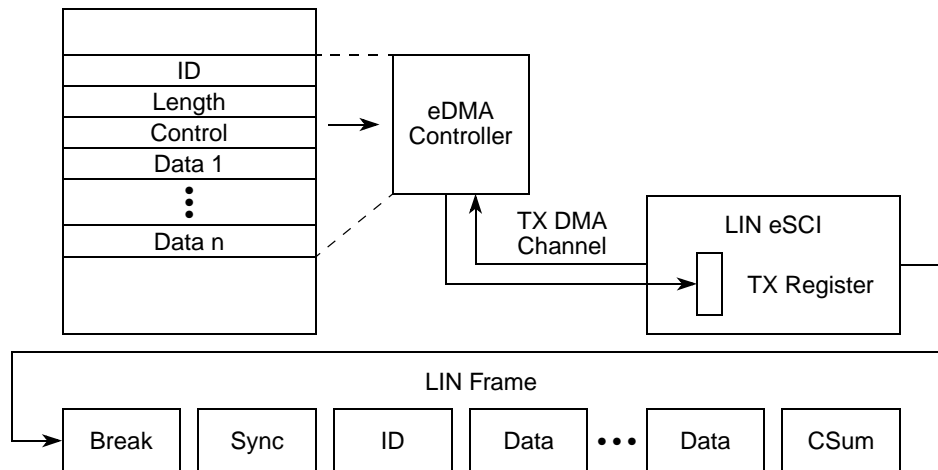 ID
Length
Control
Data 1
Data n
eDMA
Controller
TX DMA
Channel
LIN eSCI
TX Register
LIN Frame
Break
Sync
ID
Data
Data
CSum